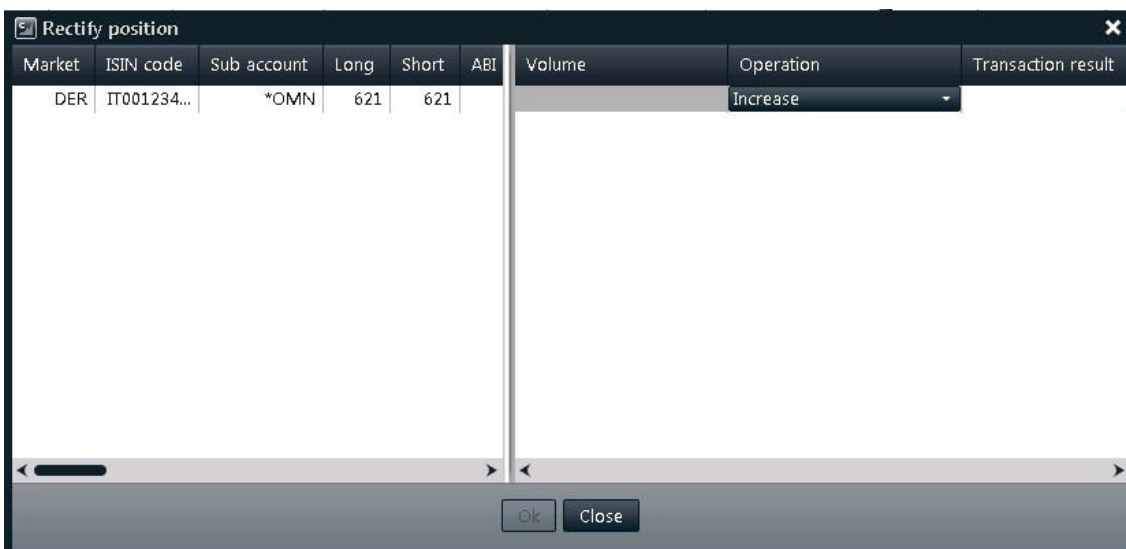 Rectify position
Market ISIN code Sub account Long Short ABI Volume Operation Transaction result
DER IT001234... *OMN 621 621 Increase
Ok Close